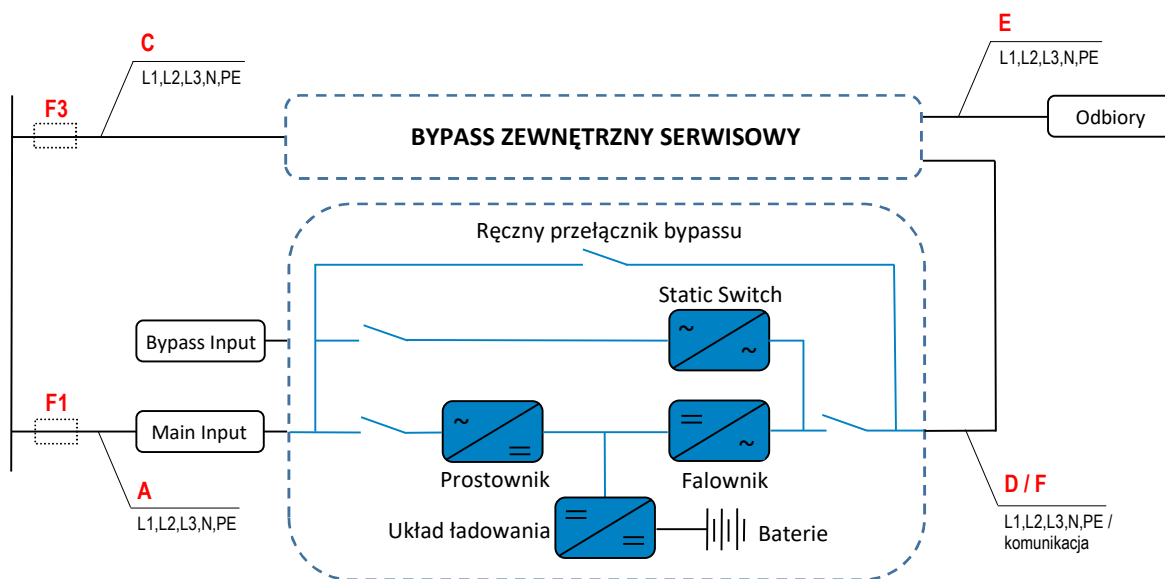 C
L1,L2,L3,N,PE
E
L1,L2,L3,N,PE
F3
BYPASS ZEWNĘTRZNY SERWISOWY
Odbiory
Ręczny przełącznik bypassu
Static Switch
~
~
Bypass Input
F1
Main Input
~
Prostownik
~
Falownik
A
L1,L2,L3,N,PE
D / F
L1,L2,L3,N,PE /
komunikacja
Układ ładowania
Baterie